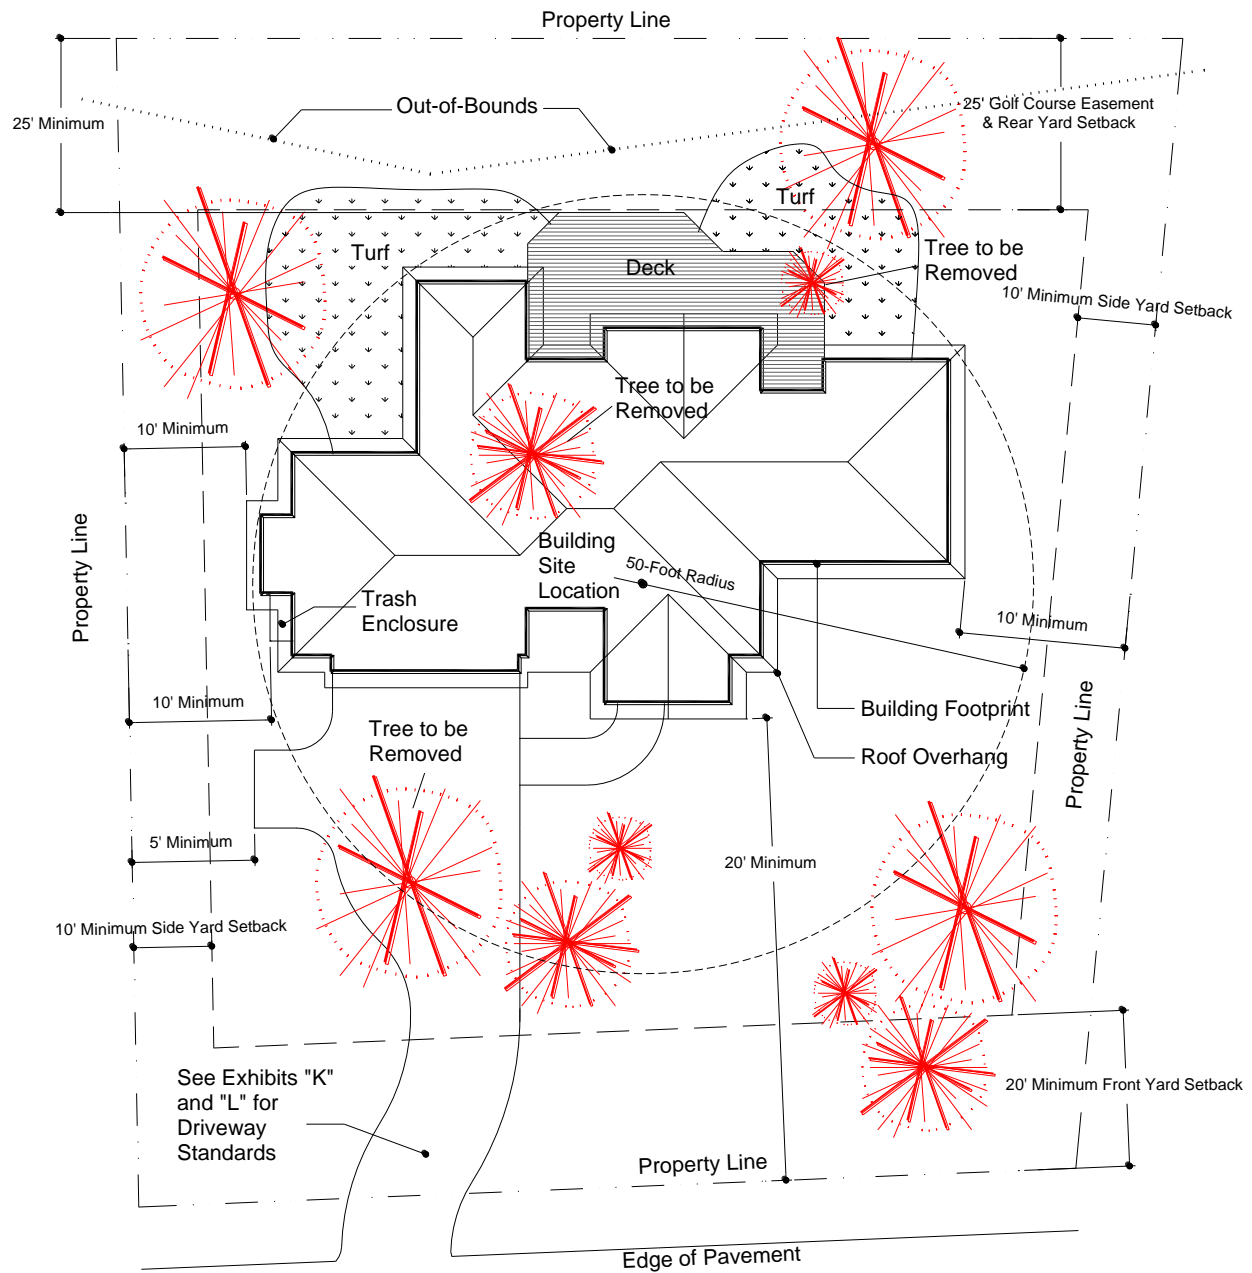 Property Line
Out-of-Bounds
25' Minimum
25' Golf Course Easement
& Rear Yard Setback
Turf
Turf
Deck
Tree to be
Removed
10' Minimum Side Yard Setback
Tree to be
Removed
10' Minimum
Property Line
Building
Site
Location
50-Foot Radius
Trash
Enclosure
10' Minimum
10' Minimum
Property Line
Building Footprint
Roof Overhang
Tree to be
Removed
5' Minimum
20' Minimum
10' Minimum Side Yard Setback
See Exhibits "K"
and "L" for
Driveway
Standards
20' Minimum Front Yard Setback
Property Line
Edge of Pavement